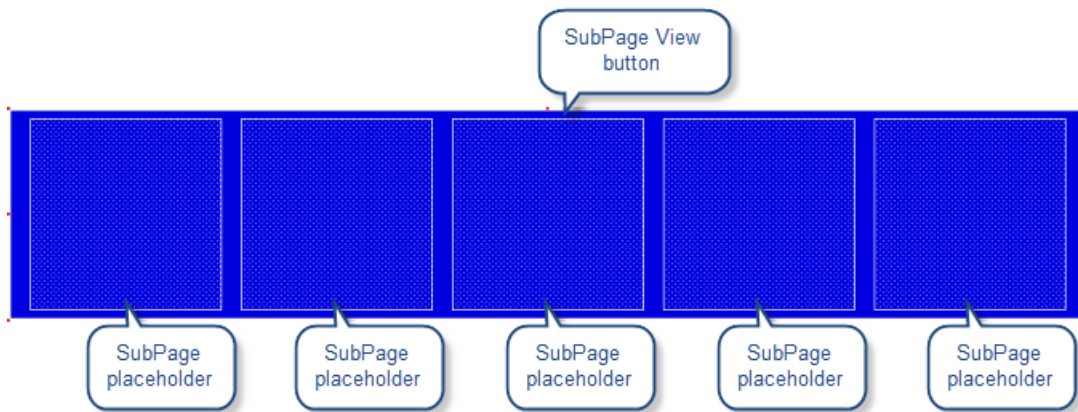 SubPage View
button
SubPage
placeholder
SubPage
placeholder
SubPage
placeholder
SubPage
placeholder
SubPage
placeholder